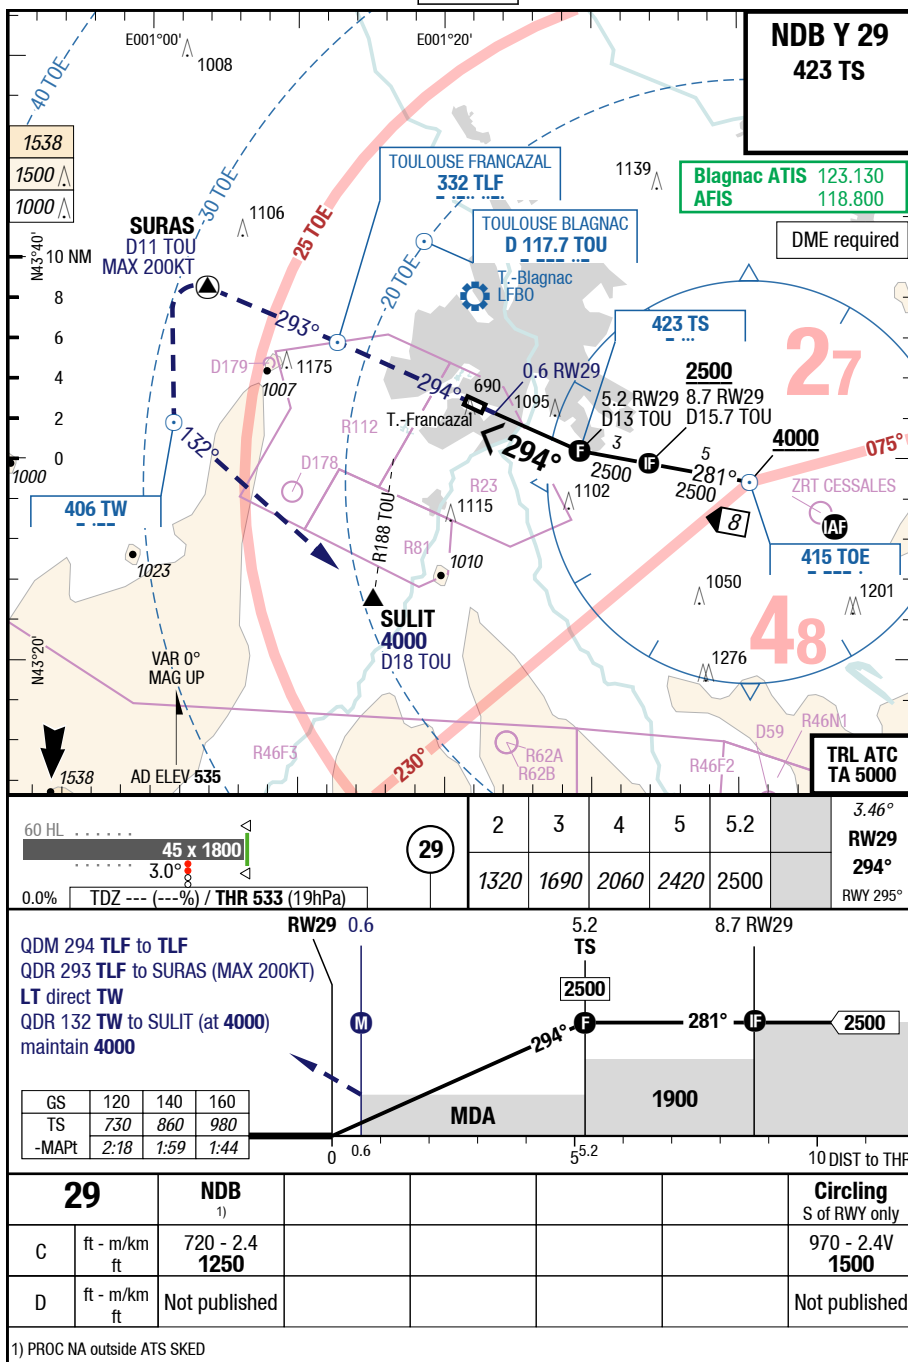 NDB Y 29
423 TS
E001°00'
E001°20'
1008
40 TOE
30 TOE
25 TOE
20 TOE
1538
1500
1000
TOULOUSE FRANCAZAL
332 TLF
1139
Blagnac ATIS 123.130
AFIS 118.800
DME required
SURAS
D11 TOU
MAX 200KT
1106
TOULOUSE BLAGNAC
D 117.7 TOU
T.-Blagnac
LFBO
N43°40'
10 NM
8
6
4
2
0
293°
423 TS
27
D179
1175
1007
294°
690
0.6 RW29
2500
8.7 RW29
D15.7 TOU
1095
5.2 RW29
D13 TOU
R112
T.-Francazal
294°
F
3
2500
IF
5
281°
2500
4000
075°
132°
D178
1000
R23
1102
ZRT CESSALES
IAF
8
406 TW
R188 TOU
1115
R81
1010
415 TOE
1023
1050
1201
SULIT
4000
D18 TOU
48
N43°20'
VAR 0°
MAG UP
1276
R46F3
230°
R62A
R62B
R46F2
D59
R46N1
1538
AD ELEV 535
TRL ATC
TA 5000
60 HL
45 x 1800
3.0°
0.0%
TDZ --- (---%) / THR 533 (19hPa)
29
2 3 4 5 5.2
1320 1690 2060 2420 2500
3.46°
RW29
294°
RWY 295°
RW29 0.6
5.2
TS
8.7 RW29
QDM 294 TLF to TLF
QDR 293 TLF to SURAS (MAX 200KT)
LT direct TW
QDR 132 TW to SULIT (at 4000)
maintain 4000
2500
M
F
IF
294°
281°
2500
MDA
1900
GS 120 140 160
TS 730 860 980
-MAPt 2:18 1:59 1:44
0 0.6 5 5.2 10 DIST to THR
29 NDB Circling
1) S of RWY only
C ft - m/km 720 - 2.4 970 - 2.4V
ft 1250 1500
D ft - m/km Not published Not published
ft
1) PROC NA outside ATS SKED